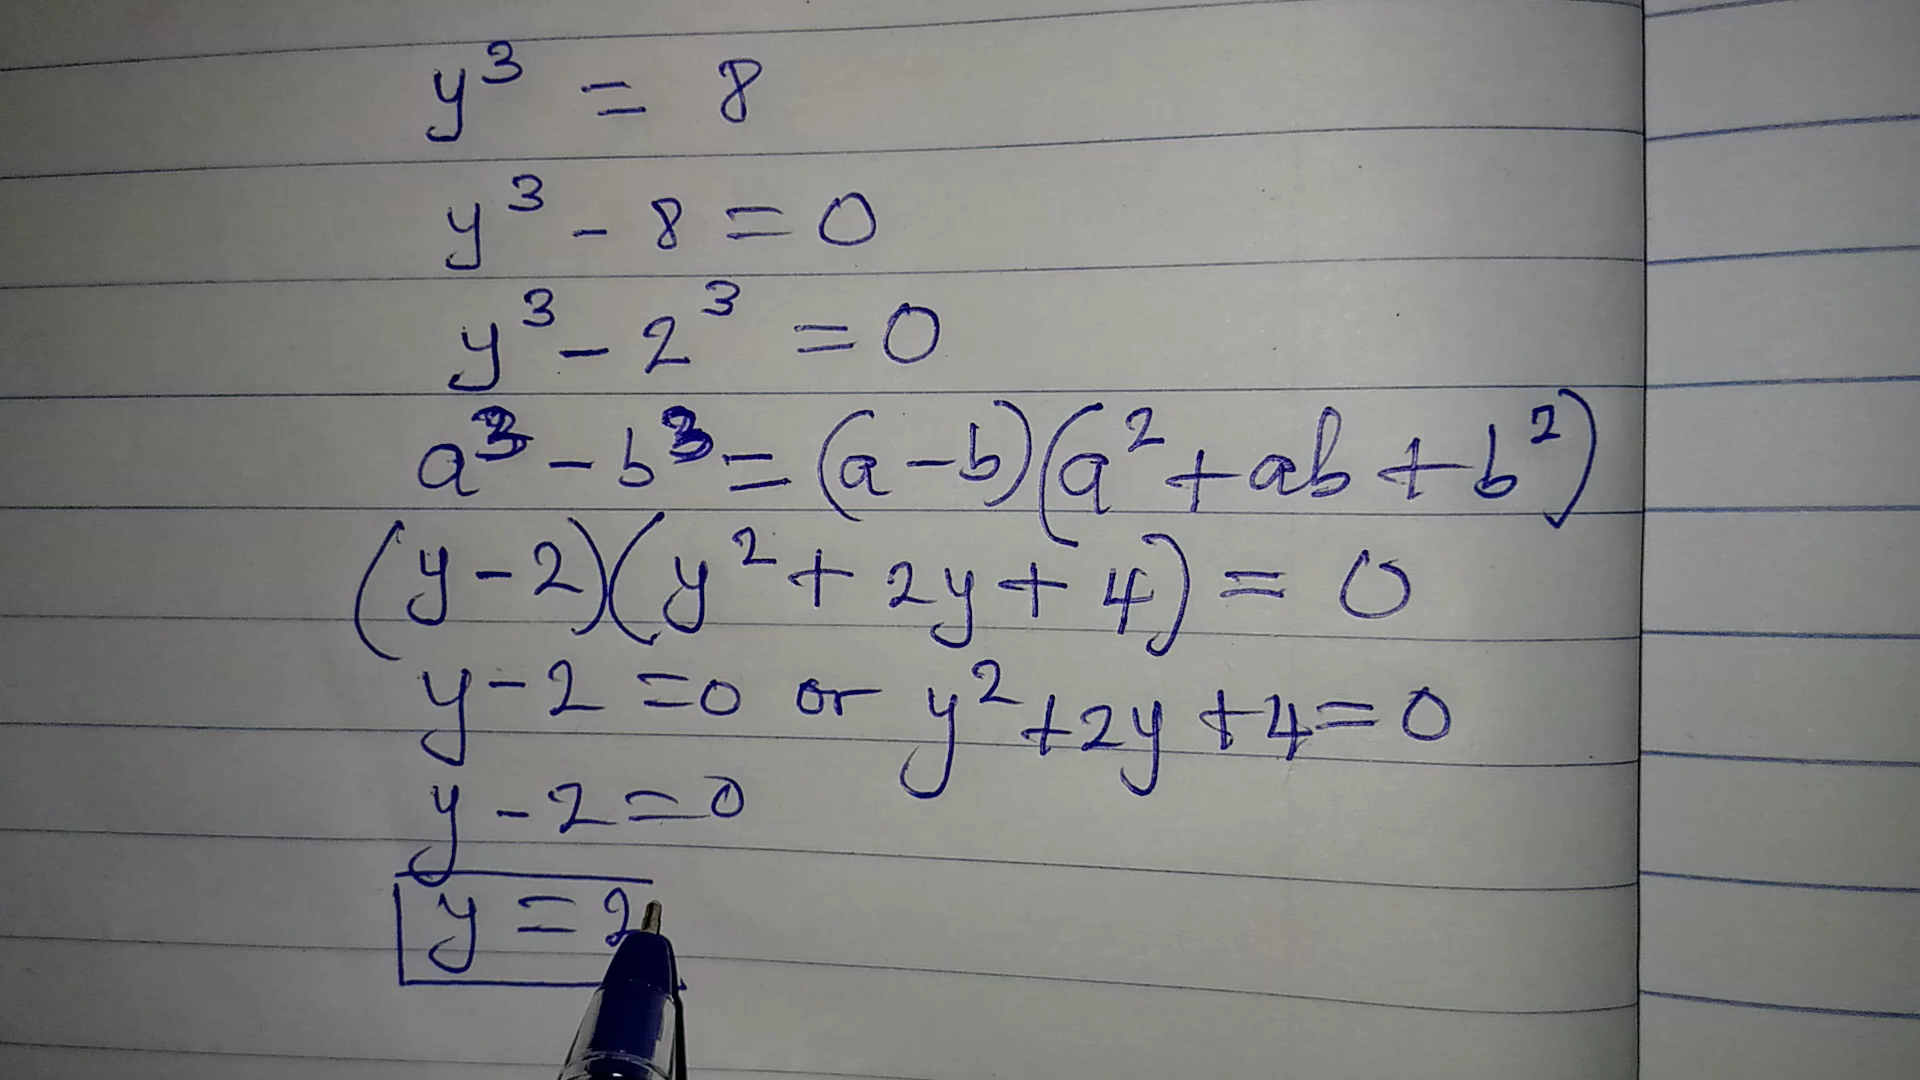 y³ = 8
y³ - 8 = 0
y³ - 2³ = 0
a³ - b³ = (a - b)(a² + ab + b²)
(y - 2)(y² + 2y + 4) = 0
y - 2 = 0 or y² + 2y + 4 = 0
y - 2 = 0
y = 2